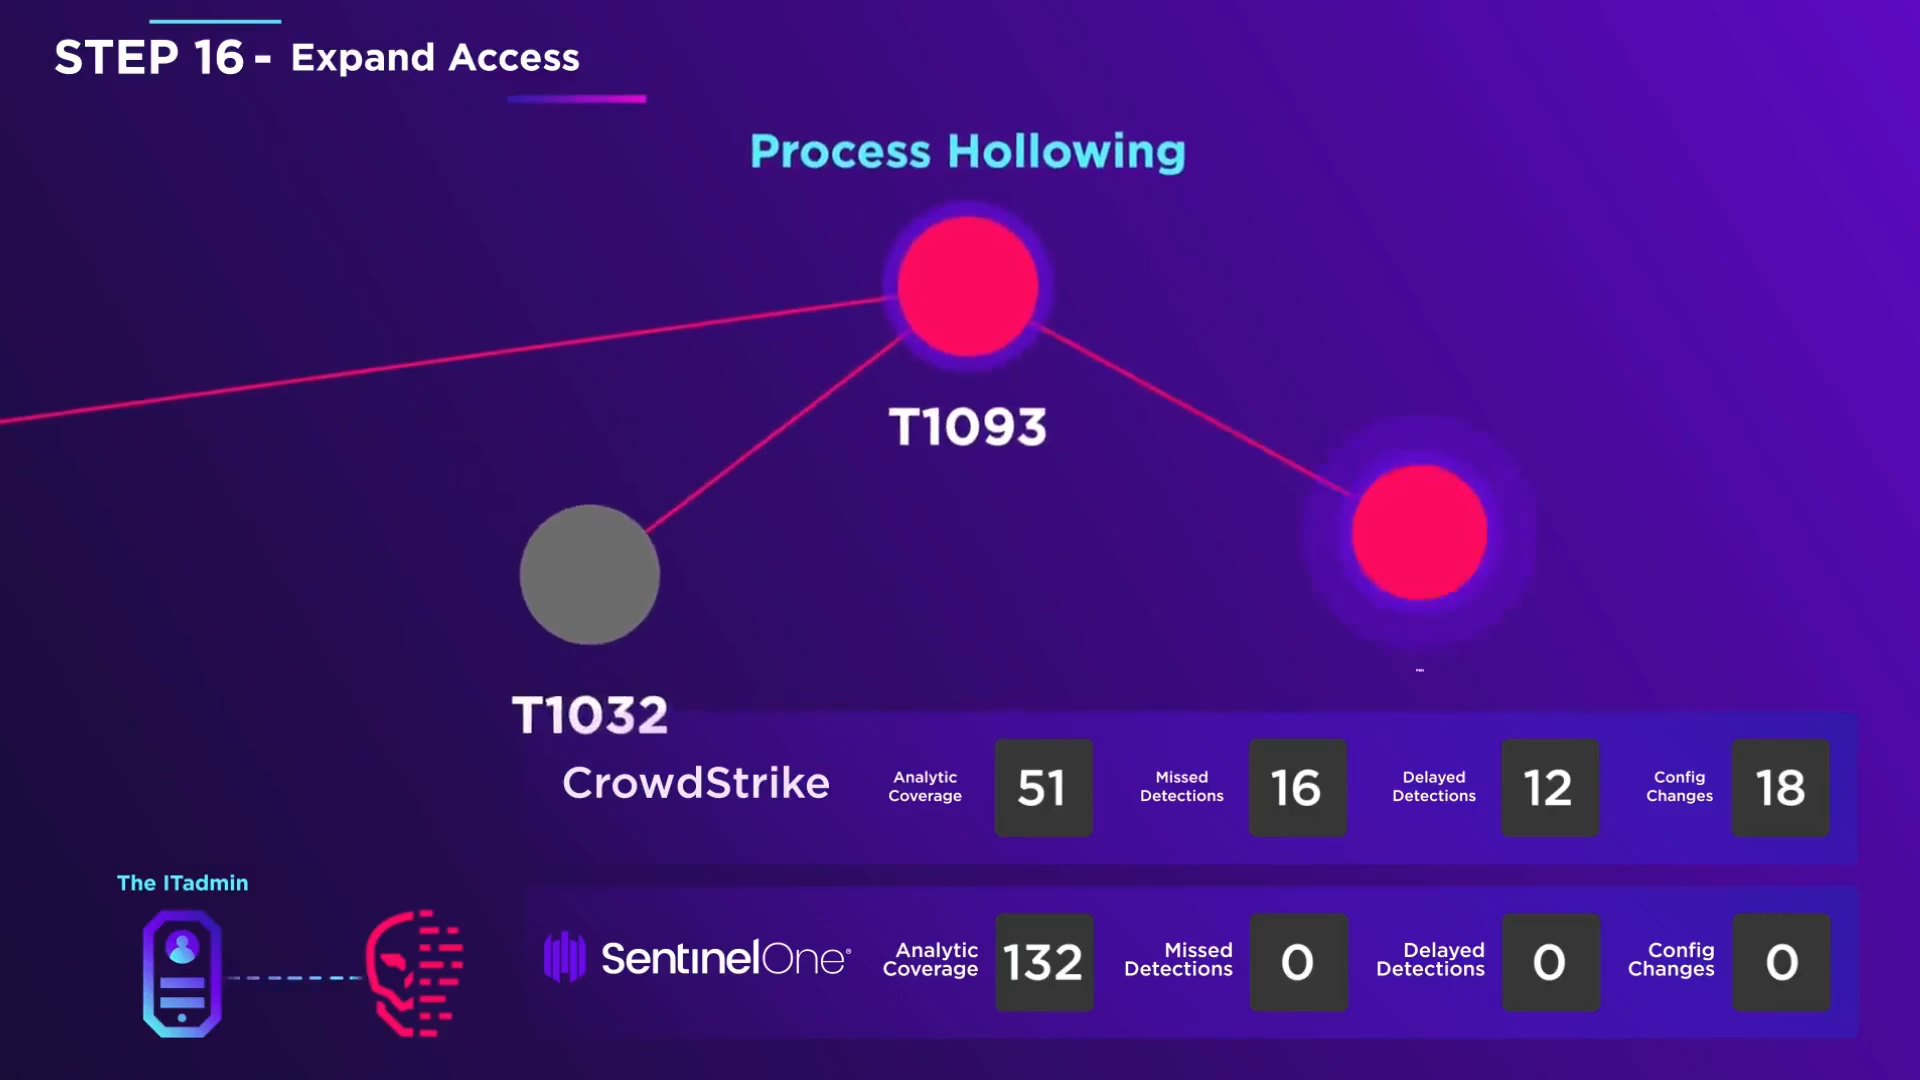 STEP 16 - Expand Access
Process Hollowing
T1093
T1032
CrowdStrike
Analytic
Coverage
51
Missed
Detections
16
Delayed
Detections
12
Config
Changes
18
The ITadmin
SentinelOne®
Analytic
Coverage
132
Missed
Detections
0
Delayed
Detections
0
Config
Changes
0